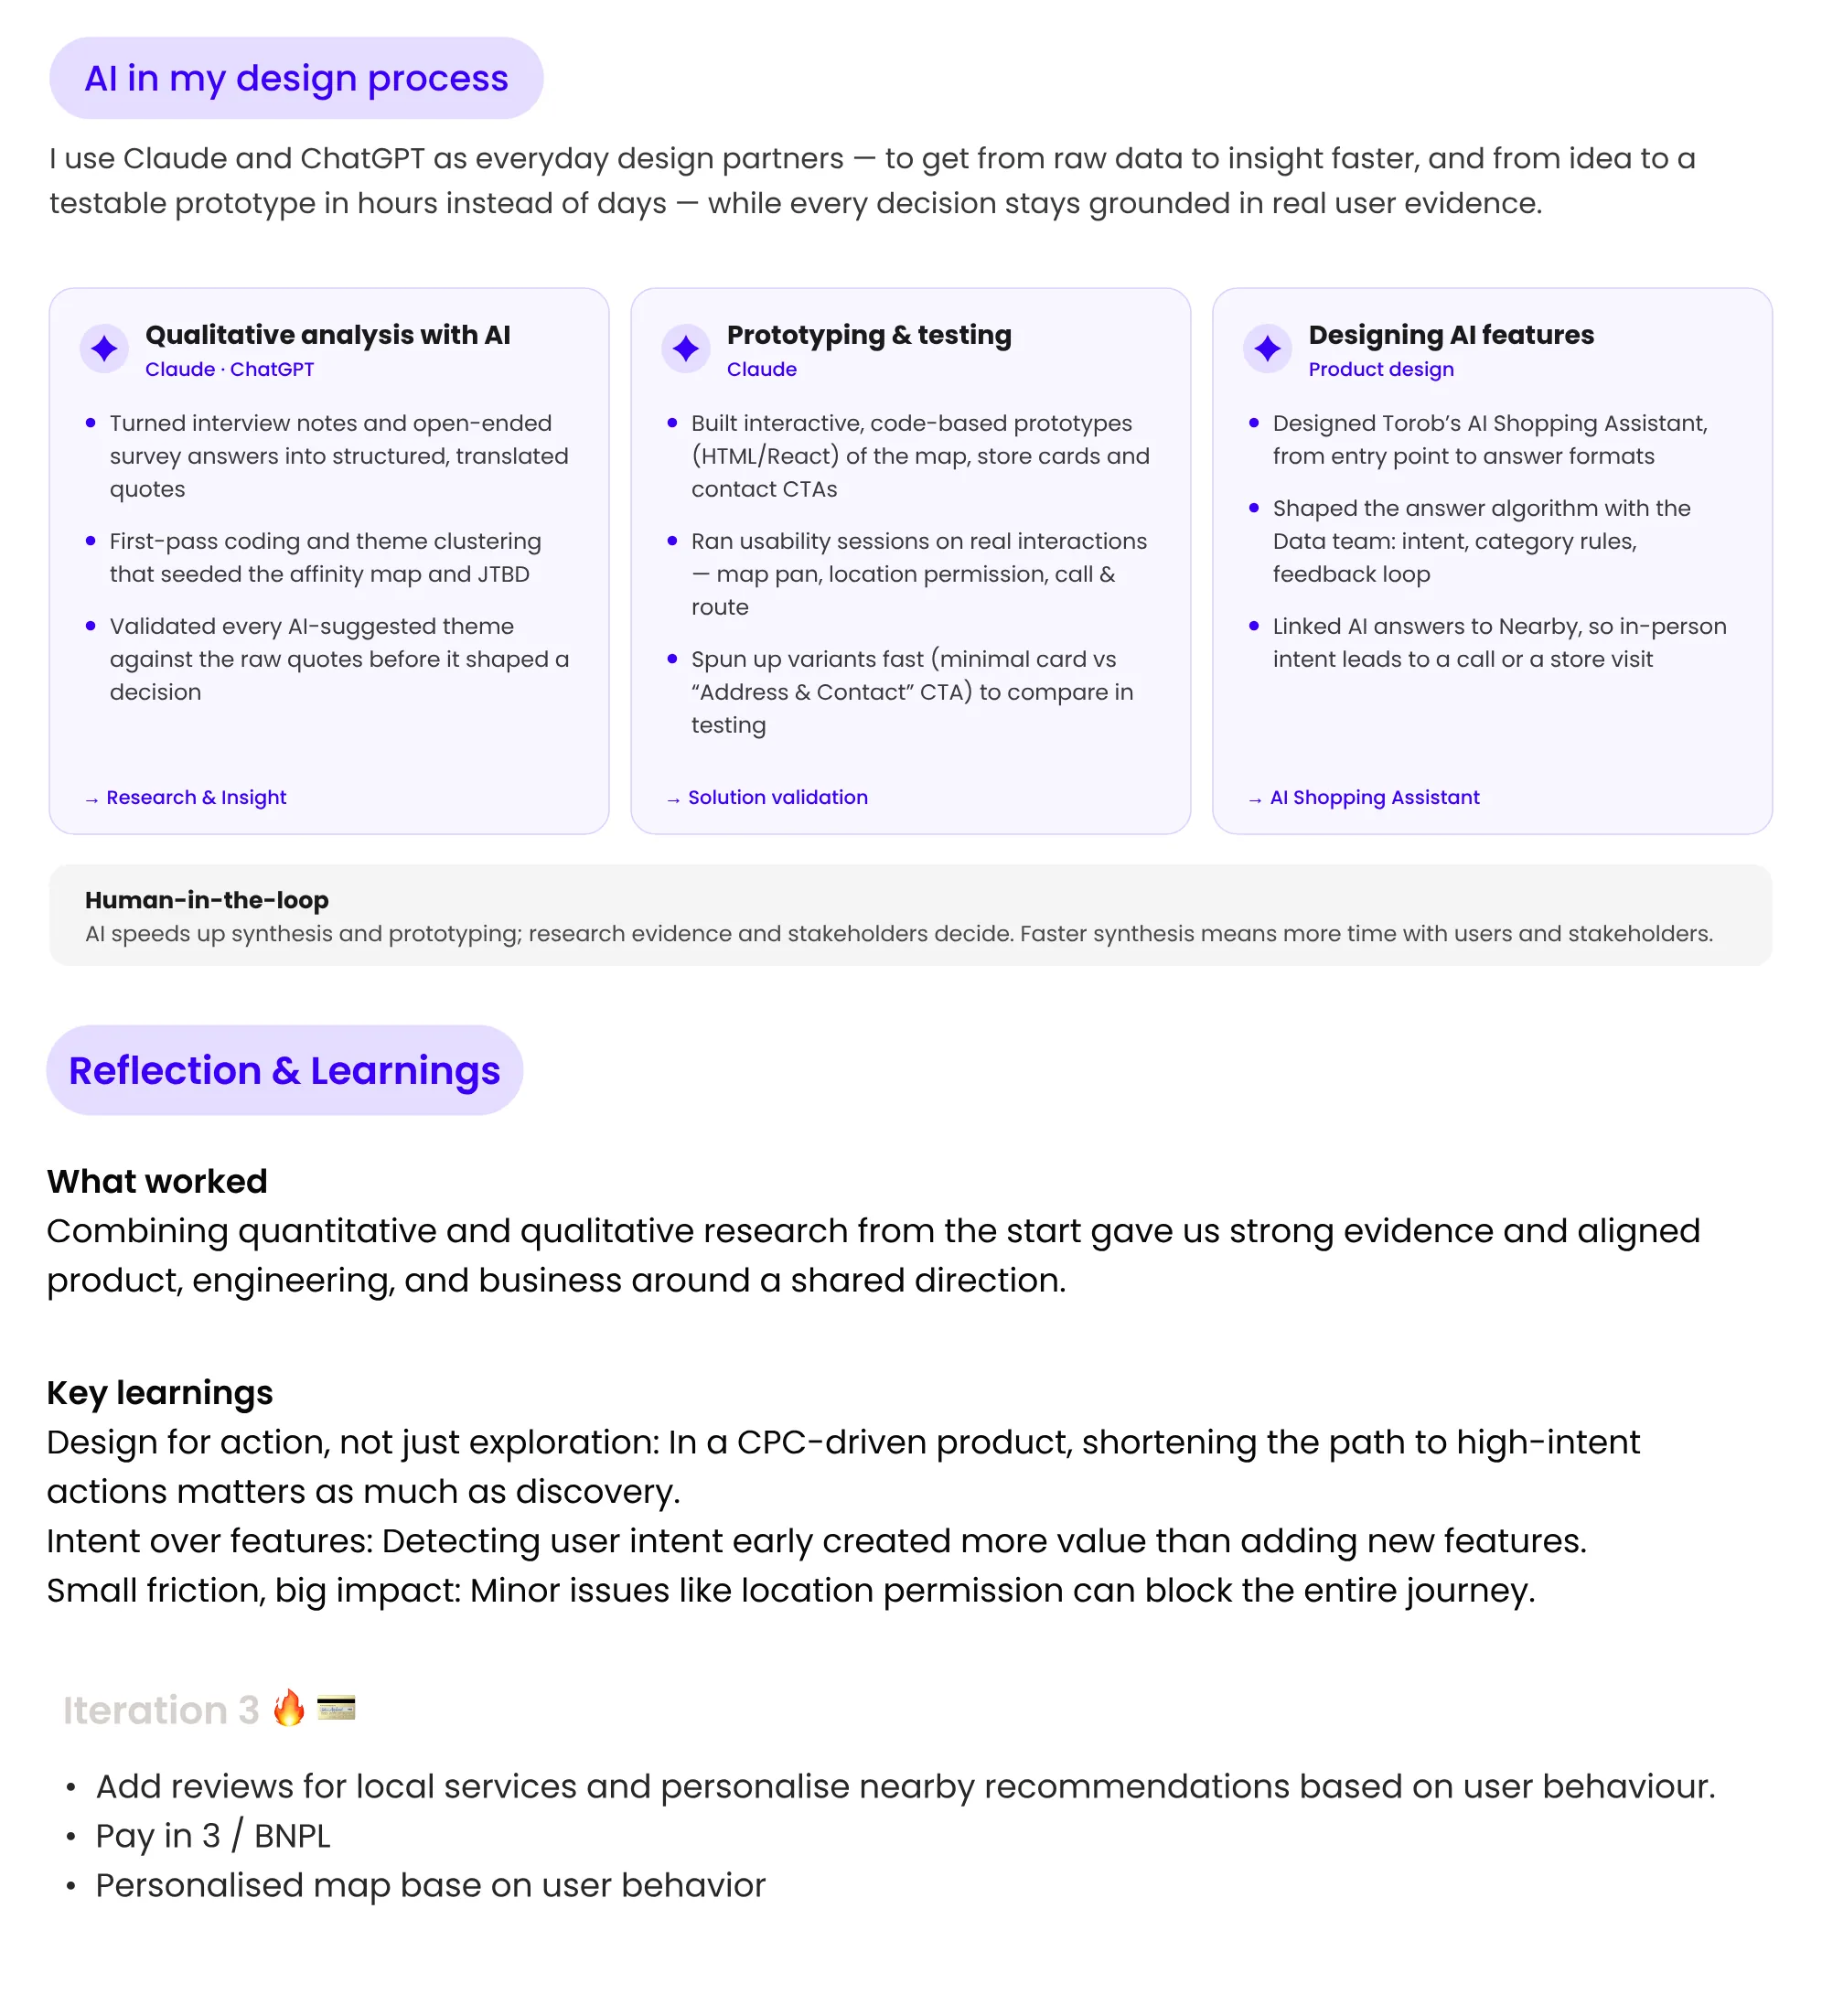 AI in my design process
I use Claude and ChatGPT as everyday design partners — to get from raw data to insight faster, and from idea to a
testable prototype in hours instead of days — while every decision stays grounded in real user evidence.
Qualitative analysis with AI
Claude · ChatGPT
• Turned interview notes and open-ended
survey answers into structured, translated
quotes
• First-pass coding and theme clustering
that seeded the affinity map and JTBD
• Validated every AI-suggested theme
against the raw quotes before it shaped a
decision
→ Research & Insight
Prototyping & testing
Claude
• Built interactive, code-based prototypes
(HTML/React) of the map, store cards and
contact CTAs
• Ran usability sessions on real interactions
— map pan, location permission, call &
route
• Spun up variants fast (minimal card vs
“Address & Contact” CTA) to compare in
testing
→ Solution validation
Designing AI features
Product design
• Designed Torob’s AI Shopping Assistant,
from entry point to answer formats
• Shaped the answer algorithm with the
Data team: intent, category rules,
feedback loop
• Linked AI answers to Nearby, so in-person
intent leads to a call or a store visit
→ AI Shopping Assistant
Human-in-the-loop
AI speeds up synthesis and prototyping; research evidence and stakeholders decide. Faster synthesis means more time with users and stakeholders.
Reflection & Learnings
What worked
Combining quantitative and qualitative research from the start gave us strong evidence and aligned
product, engineering, and business around a shared direction.
Key learnings
Design for action, not just exploration: In a CPC-driven product, shortening the path to high-intent
actions matters as much as discovery.
Intent over features: Detecting user intent early created more value than adding new features.
Small friction, big impact: Minor issues like location permission can block the entire journey.
Iteration 3 🔥 💳
• Add reviews for local services and personalise nearby recommendations based on user behaviour.
• Pay in 3 / BNPL
• Personalised map base on user behavior